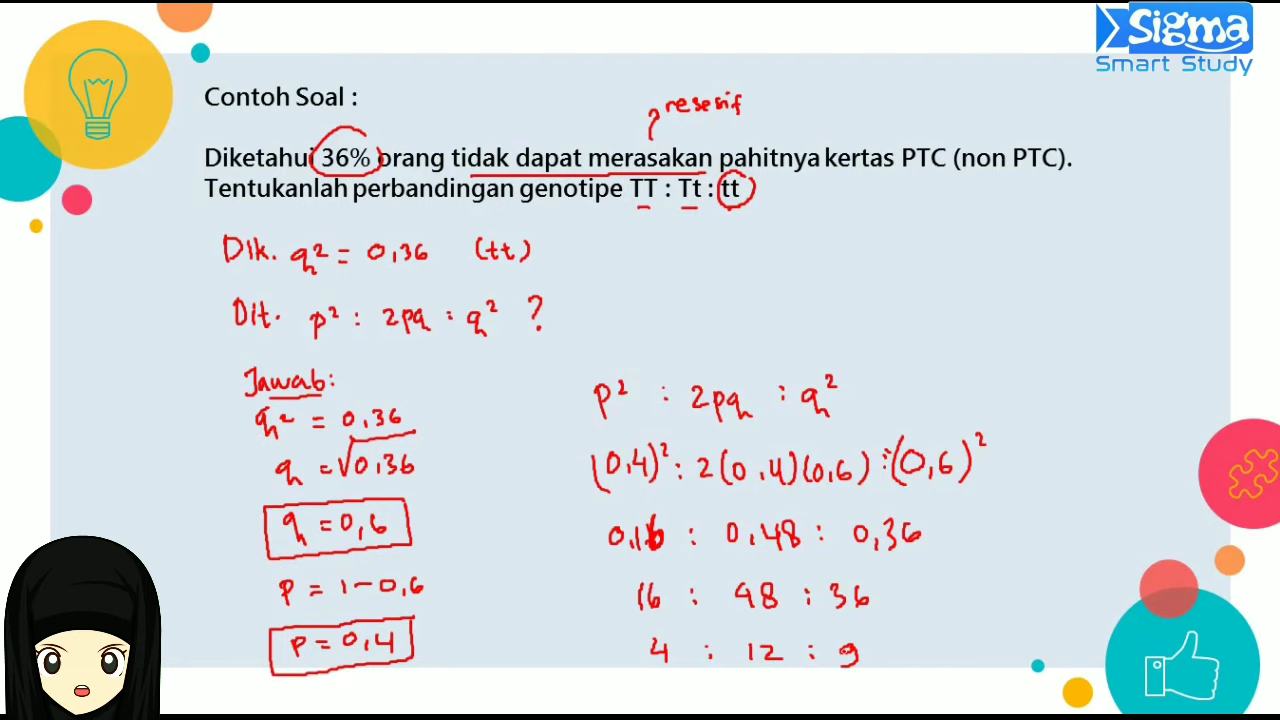 Sigma
Smart Study
Contoh Soal :
resesif
Diketahui 36% orang tidak dapat merasakan pahitnya kertas PTC (non PTC).
Tentukanlah perbandingan genotipe TT : Tt : tt
Dik. q² = 0,36 (tt)
Dit. p² : 2pq : q² ?
Jawab:
q² = 0,36
q = √0,36
q = 0,6
p = 1 - 0,6
p = 0,4
p² : 2pq : q²
(0,4)² : 2(0,4)(0,6) : (0,6)²
0,16 : 0,48 : 0,36
16 : 48 : 36
4 : 12 : 9